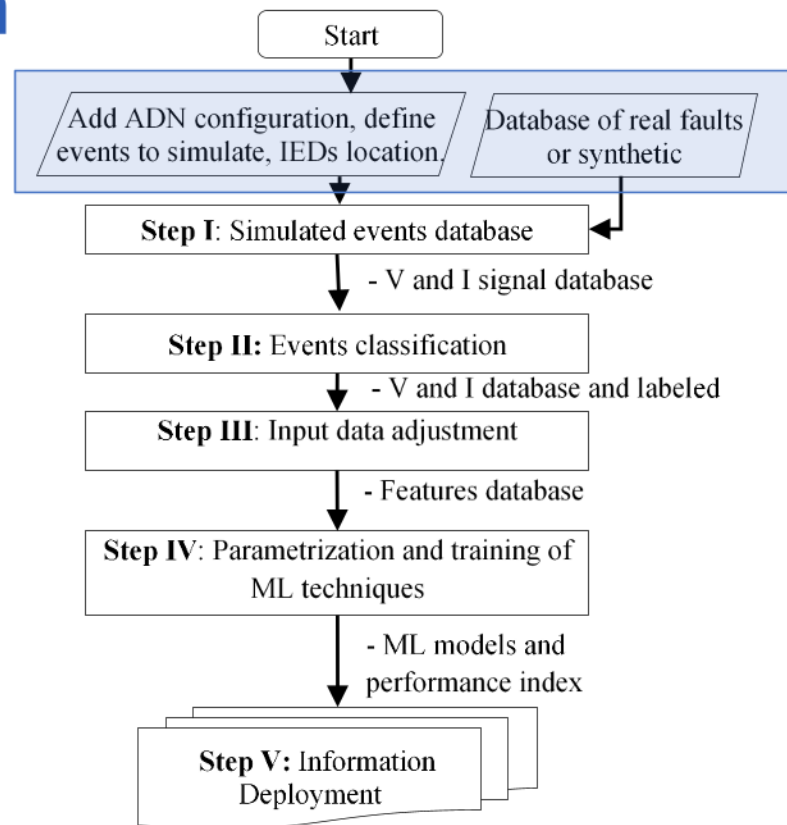 Start
Add ADN configuration, define
events to simulate, IEDs location.
Database of real faults
or synthetic
Step I: Simulated events database
- V and I signal database
Step II: Events classification
- V and I database and labeled
Step III: Input data adjustment
- Features database
Step IV: Parametrization and training of
ML techniques
- ML models and
performance index
Step V: Information
Deployment